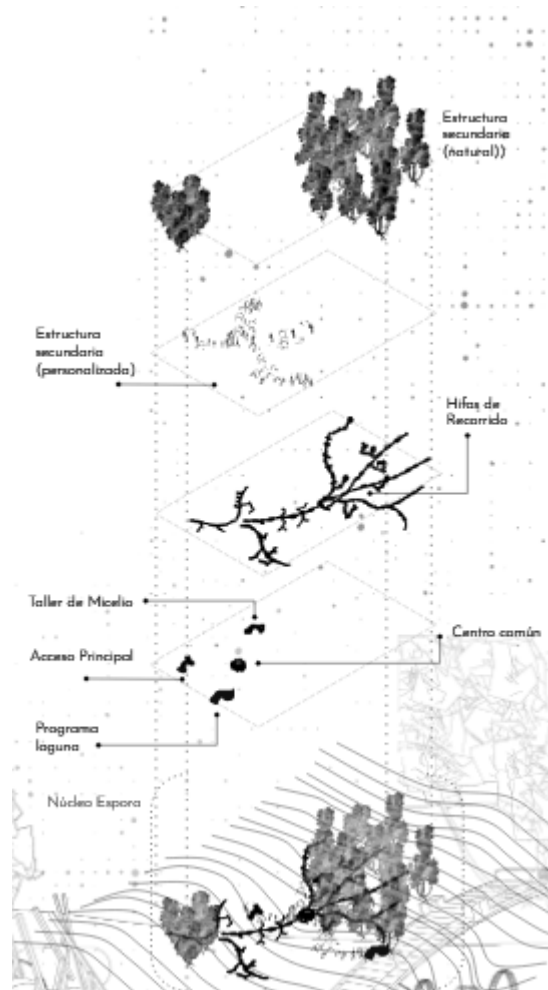 Estructura
secundaria
(natural))
Estructura
secundaria
(personalizada)
Hifas de
Recorrido
Taller de Micelio
Centro común
Acceso Principal
Programa
laguna
Núcleo Espora